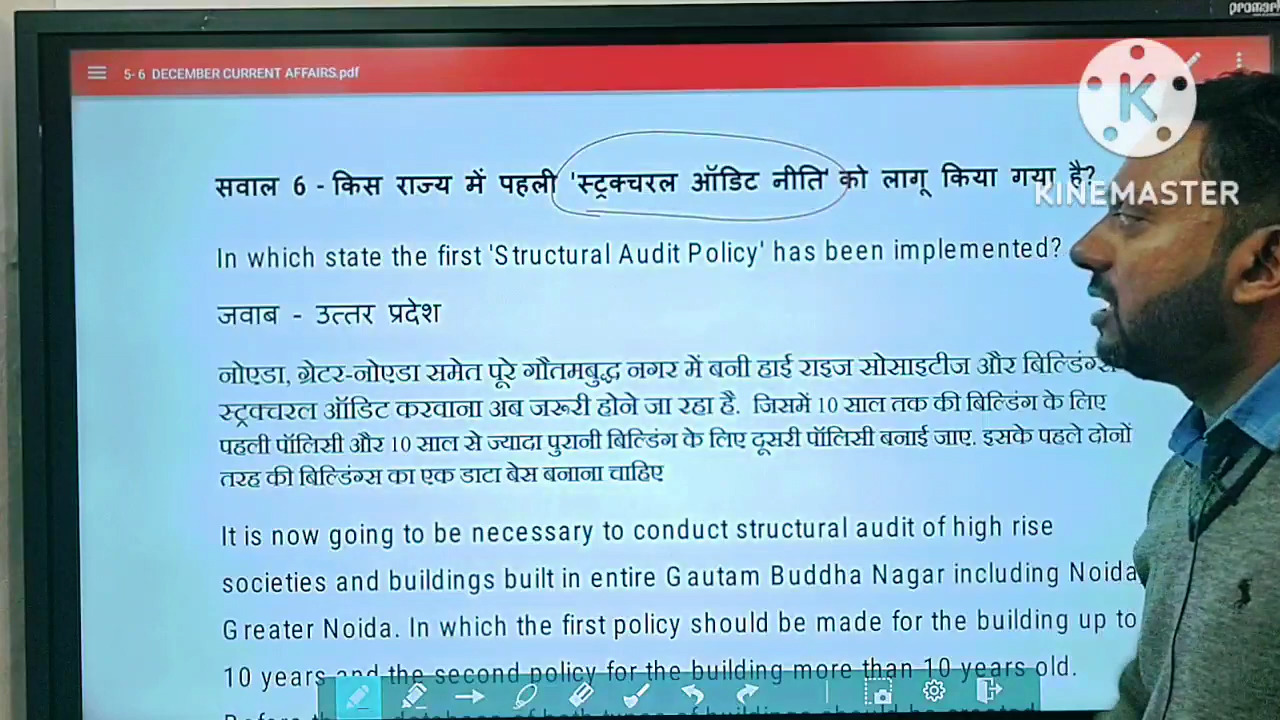 promark
5- 6 DECEMBER CURRENT AFFAIRS.pdf
K
KINEMASTER
सवाल 6 - किस राज्य में पहली 'स्ट्रक्चरल ऑडिट नीति' को लागू किया गया है?
In which state the first 'Structural Audit Policy' has been implemented?
जवाब - उत्तर प्रदेश
नोएडा, ग्रेटर-नोएडा समेत पूरे गौतमबुद्ध नगर में बनी हाई राइज सोसाइटीज और बिल्डिंग्स
स्ट्रक्चरल ऑडिट करवाना अब जरूरी होने जा रहा है. जिसमें 10 साल तक की बिल्डिंग के लिए
पहली पॉलिसी और 10 साल से ज्यादा पुरानी बिल्डिंग के लिए दूसरी पॉलिसी बनाई जाए. इसके पहले दोनों
तरह की बिल्डिंग्स का एक डाटा बेस बनाना चाहिए
It is now going to be necessary to conduct structural audit of high rise
societies and buildings built in entire Gautam Buddha Nagar including Noida,
Greater Noida. In which the first policy should be made for the building up to
10 years and the second policy for the building more than 10 years old.